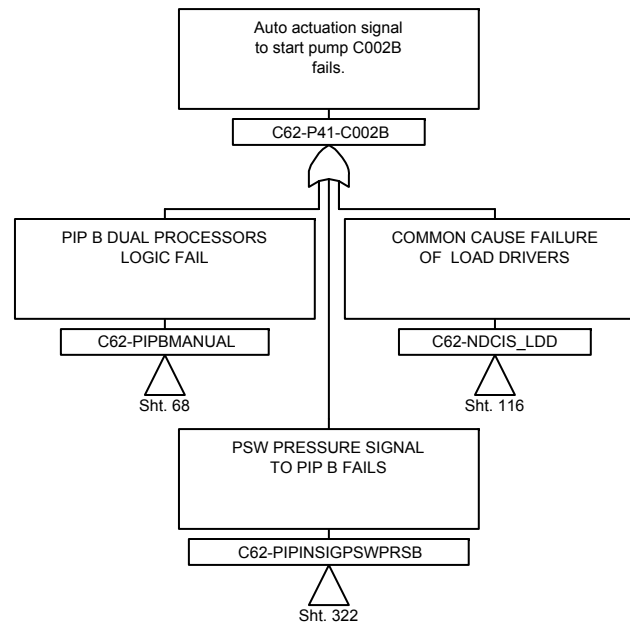 Auto actuation signal
to start pump C002B
fails.
C62-P41-C002B
PIP B DUAL PROCESSORS
LOGIC FAIL
C62-PIPBMANUAL
Sht. 68
COMMON CAUSE FAILURE
OF LOAD DRIVERS
C62-NDCIS_LDD
Sht. 116
PSW PRESSURE SIGNAL
TO PIP B FAILS
C62-PIPINSIGPSWPRSB
Sht. 322